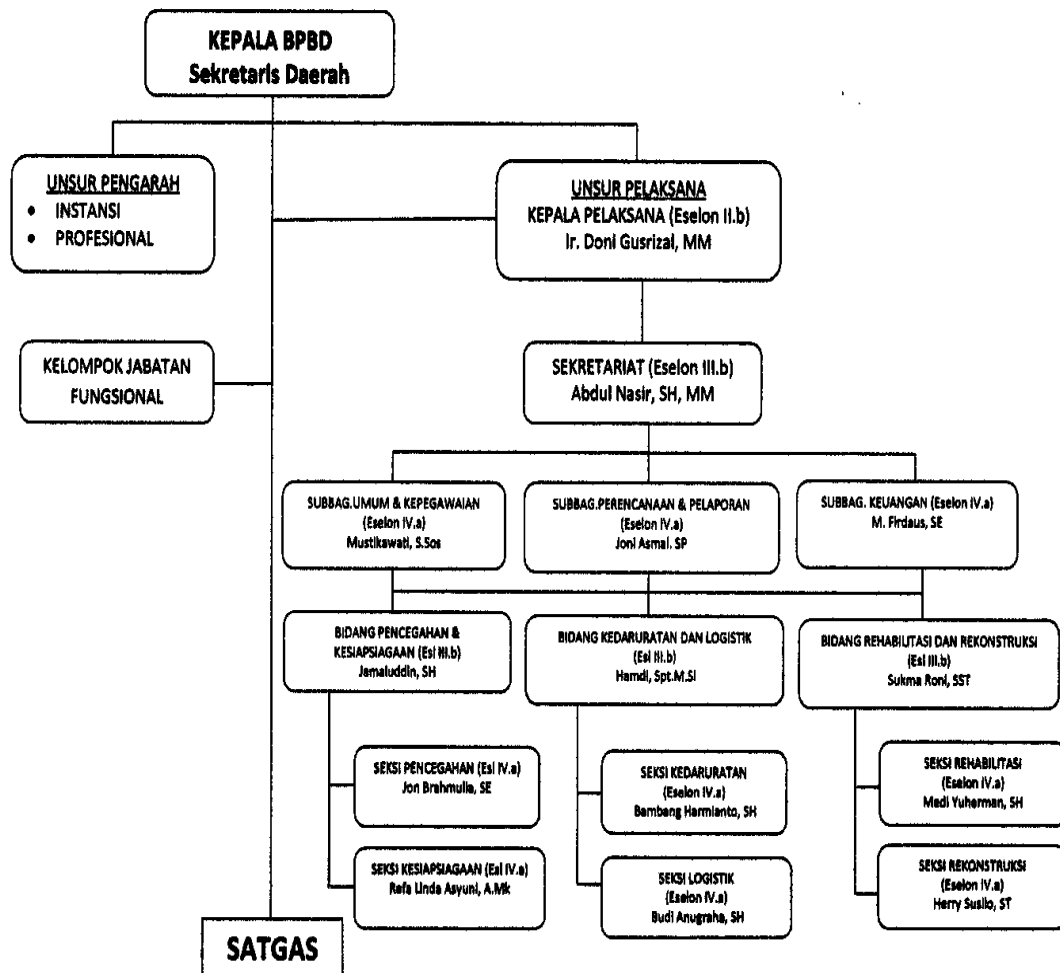 KEPALA BPBD
Sekretaris Daerah
UNSUR PENGARAH
• INSTANSI
• PROFESIONAL
UNSUR PELAKSANA
KEPALA PELAKSANA (Eselon II.b)
Ir. Doni Gusrizal, MM
KELOMPOK JABATAN
FUNGSIONAL
SEKRETARIAT (Eselon III.b)
Abdul Nasir, SH, MM
SUBBAG.UMUM & KEPEGAWAIAN
(Eselon IV.a)
Mustikawati, S.Sos
SUBBAG.PERENCANAAN & PELAPORAN
(Eselon IV.a)
Joni Asmal. SP
SUBBAG. KEUANGAN (Eselon IV.a)
M. Firdaus, SE
BIDANG PENCEGAHAN &
KESIAPSIAGAAN (Esl III.b)
Jamaluddin, SH
BIDANG KEDARURATAN DAN LOGISTIK
(Esl III.b)
Hamdi, Spt.M.Si
BIDANG REHABILITASI DAN REKONSTRUKSI
(Esl III.b)
Sukma Roni, SST
SEKSI PENCEGAHAN (Esl IV.a)
Jon Brahmulia, SE
SEKSI KEDARURATAN
(Eselon IV.a)
Bambang Harmianto, SH
SEKSI REHABILITASI
(Eselon IV.a)
Medi Yuherman, SH
SEKSI KESIAPSIAGAAN (Esl IV.a)
Refa Linda Asyuni, A.Mk
SEKSI LOGISTIK
(Eselon IV.a)
Budi Anugraha, SH
SEKSI REKONSTRUKSI
(Eselon IV.a)
Herry Susilo, ST
SATGAS